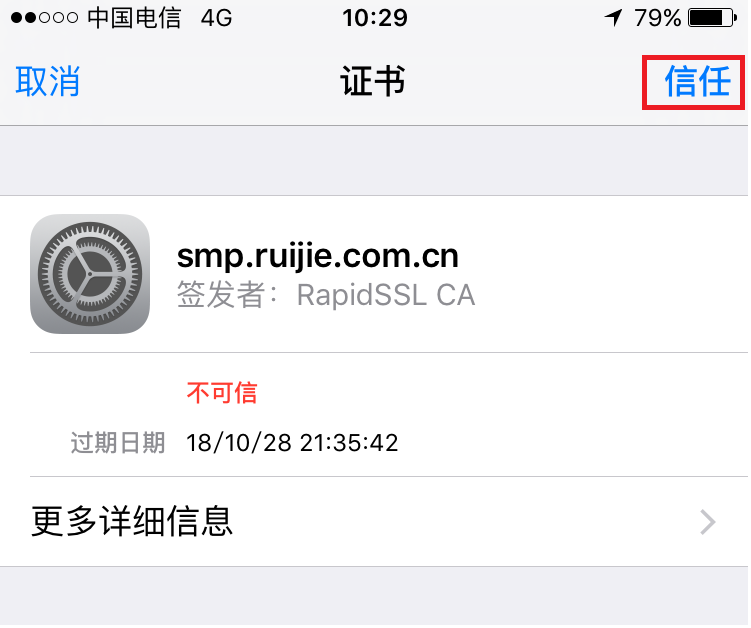 中国电信 4G 10:29 79%
取消 证书 信任
smp.ruijie.com.cn
签发者：RapidSSL CA
不可信
过期日期 18/10/28 21:35:42
更多详细信息